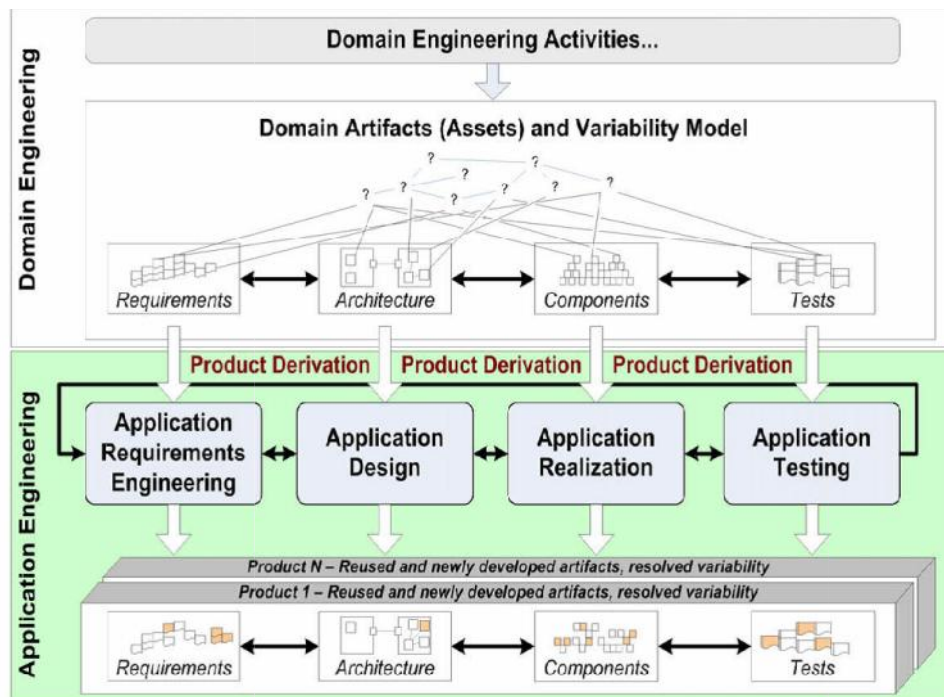 Domain Engineering
Domain Engineering Activities...
Domain Artifacts (Assets) and Variability Model
? ?
?
? ? ?
? ? ?
Requirements Architecture Components Tests
Application Engineering
Product Derivation Product Derivation Product Derivation
Application
Requirements
Engineering
Application
Design
Application
Realization
Application
Testing
Product N – Reused and newly developed artifacts, resolved variability
Product 1 – Reused and newly developed artifacts, resolved variability
Requirements Architecture Components Tests